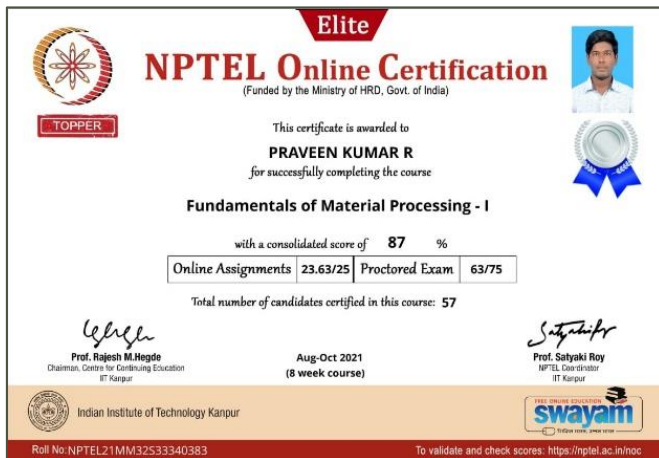 Elite
NPTEL Online Certification
(Funded by the Ministry of HRD, Govt. of India)
TOPPER
This certificate is awarded to
PRAVEEN KUMAR R
for successfully completing the course
Fundamentals of Material Processing - I
with a consolidated score of 87 %
Online Assignments 23.63/25 Proctored Exam 63/75
Total number of candidates certified in this course: 57
Prof. Rajesh M.Hegde
Chairman, Centre for Continuing Education
IIT Kanpur
Aug-Oct 2021
(8 week course)
Prof. Satyaki Roy
NPTEL Coordinator
IIT Kanpur
Indian Institute of Technology Kanpur
FREE ONLINE EDUCATION
swayam
Roll No:NPTEL21MM32S33340383
To validate and check scores: https://nptel.ac.in/noc